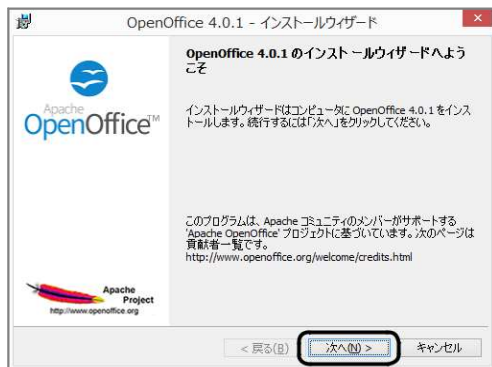 OpenOffice 4.0.1 - インストールウィザード
×
OpenOffice 4.0.1 のインストールウィザードへよう
こそ
Apache
OpenOffice™
インストールウィザードはコンピュータに OpenOffice 4.0.1 をインス
トールします。続行するには「次へ」をクリックしてください。
このプログラムは、Apache コミュニティのメンバーがサポートする
'Apache OpenOffice' プロジェクトに基づいています。次のページは
貢献者一覧です。
http://www.openoffice.org/welcome/credits.html
Apache
Project
http://www.openoffice.org
< 戻る(B)
次へ(N) >
キャンセル